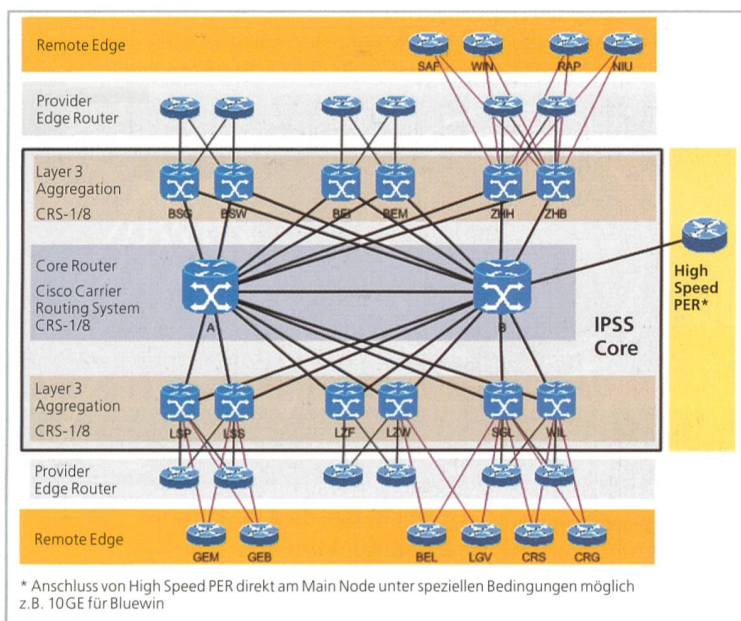 Remote Edge
SAF WIN RAP NIU
Provider
Edge Router
Layer 3
Aggregation
CRS-1/8
BSG BSW BEI BEM ZHH ZHB
Core Router
Cisco Carrier
Routing System
CRS-1/8
A B
High
Speed
PER*
IPSS
Core
Layer 3
Aggregation
CRS-1/8
LSP LSS LZF LZW SGL WIL
Provider
Edge Router
Remote Edge
GEM GEB BEL LGV CRS CRG
* Anschluss von High Speed PER direkt am Main Node unter speziellen Bedingungen möglich
z.B. 10GE für Bluewin